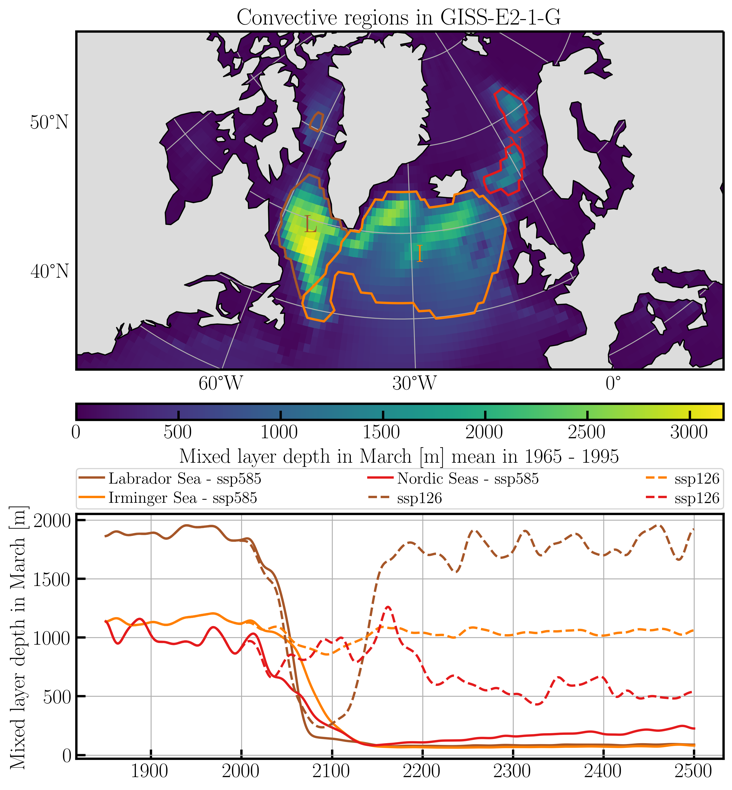 Convective regions in GISS-E2-1-G
50°N
40°N
L
I
60°W 30°W 0°
0 500 1000 1500 2000 2500 3000
Mixed layer depth in March [m] mean in 1965 - 1995
Labrador Sea - ssp585 Nordic Seas - ssp585 ssp126
Irminger Sea - ssp585 ssp126 ssp126
Mixed layer depth in March [m]
2000
1500
1000
500
0
1900 2000 2100 2200 2300 2400 2500